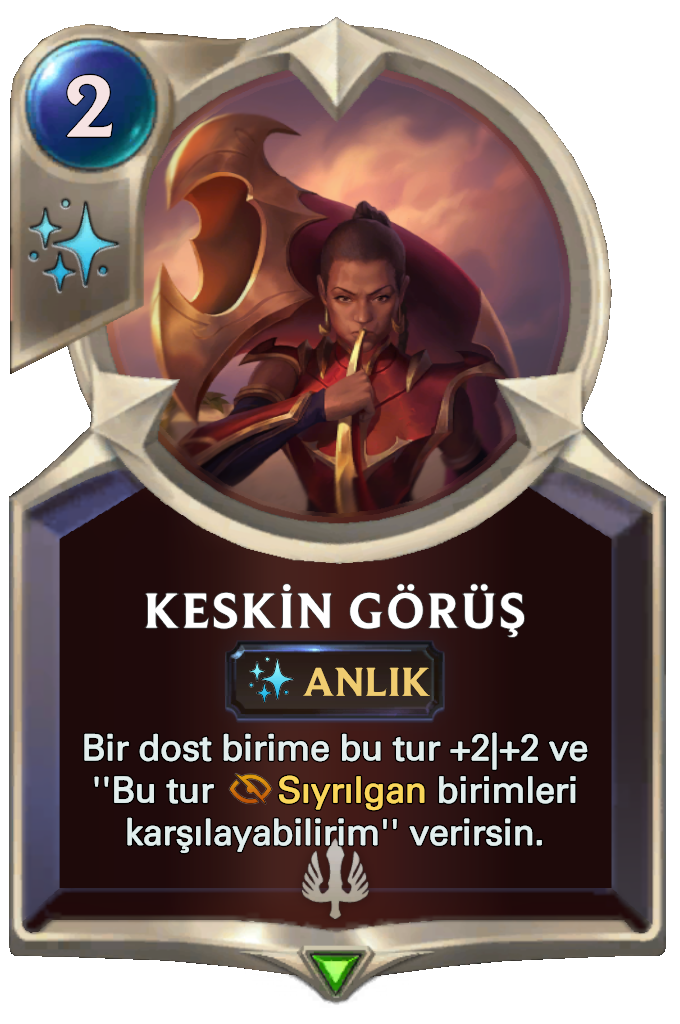 2
KESKİN GÖRÜŞ
ANLIK
Bir dost birime bu tur +2|+2 ve
"Bu tur Sıyrılgan birimleri
karşılayabilirim" verirsin.